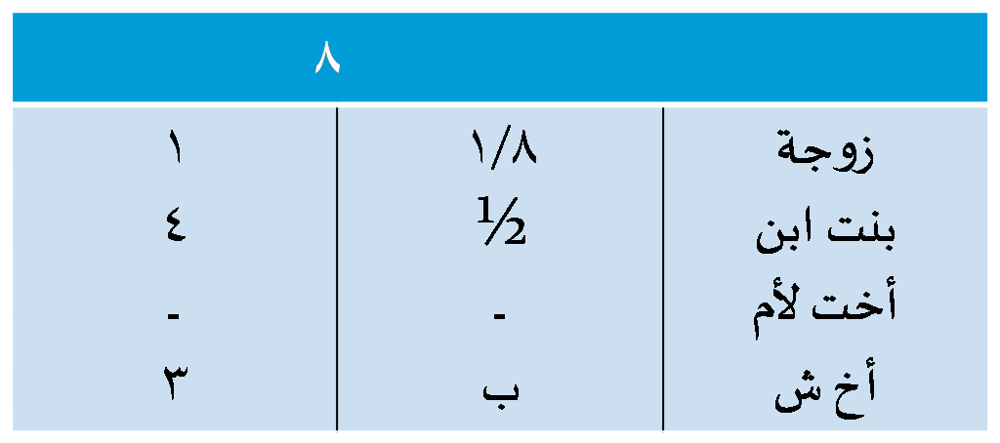 ٨
زوجة ١/٨ ١
بنت ابن ½ ٤
أخت لأم - -
أخ ش ب ٣